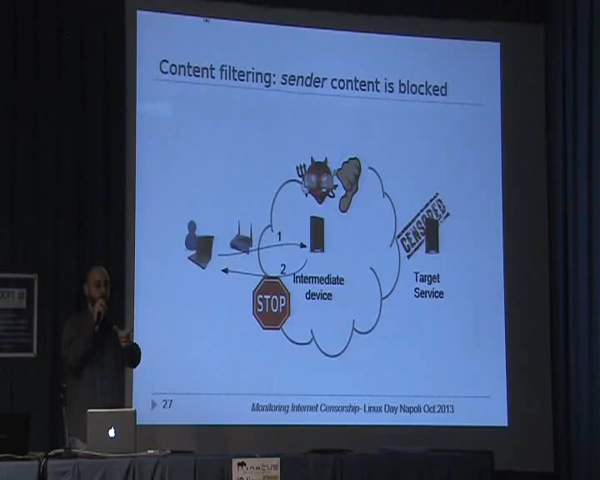 Content filtering: sender content is blocked
CENSORED
1
2
Intermediate
device
STOP
Target
Service
27
Monitoring Internet Censorship- Linux Day Napoli Oct.2013